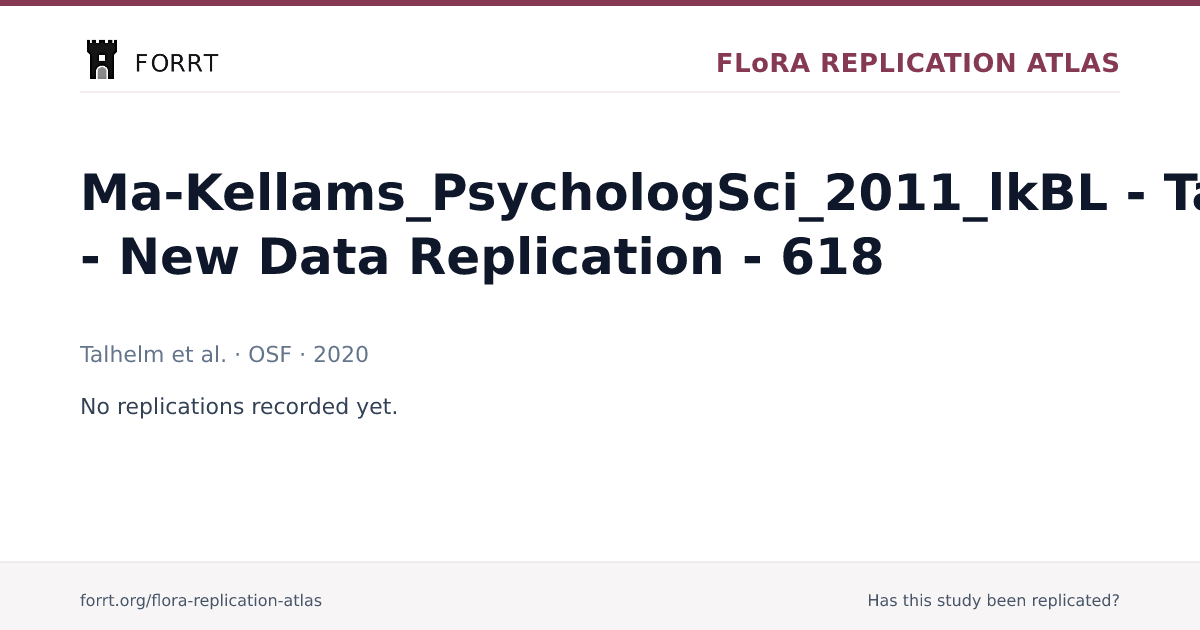 FORRT
FLoRA REPLICATION ATLAS
Ma-Kellams_PsychologSci_2011_lkBL -
- New Data Replication - 618
Talhelm et al. · OSF · 2020
No replications recorded yet.
forrt.org/flora-replication-atlas
Has this study been replicated?